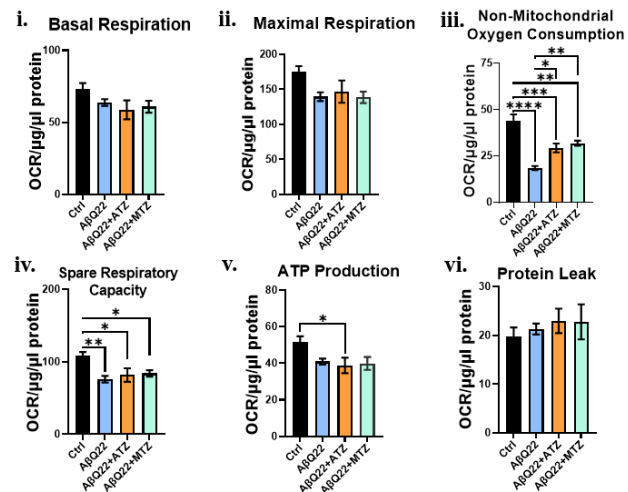 i.
Basal Respiration
OCR/µg/µl protein
100
50
0
Ctrl
AβQ22
AβQ22+ATZ
AβQ22+MTZ
ii.
Maximal Respiration
OCR/µg/µl protein
200
150
100
50
0
Ctrl
AβQ22
AβQ22+ATZ
AβQ22+MTZ
iii.
Non-Mitochondrial
Oxygen Consumption
OCR/µg/µl protein
75
50
25
0
**
*
**
***
****
Ctrl
AβQ22
AβQ22+ATZ
AβQ22+MTZ
iv.
Spare Respiratory
Capacity
OCR/µg/µl protein
200
100
0
*
*
**
Ctrl
AβQ22
AβQ22+ATZ
AβQ22+MTZ
v.
ATP Production
OCR/µg/µl protein
80
60
40
20
0
*
Ctrl
AβQ22
AβQ22+ATZ
AβQ22+MTZ
vi.
Protein Leak
OCR/µg/µl protein
30
20
10
0
Ctrl
AβQ22
AβQ22+ATZ
AβQ22+MTZ